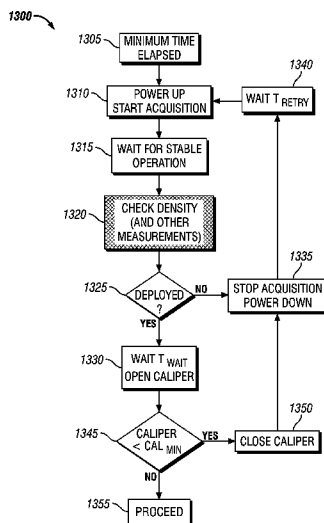 1300
1305
MINIMUM TIME
ELAPSED
1310
POWER UP
START ACQUISITION
1340
WAIT T RETRY
1315
WAIT FOR STABLE
OPERATION
1320
CHECK DENSITY
(AND OTHER
MEASUREMENTS)
1325
DEPLOYED
?
NO
YES
1335
STOP ACQUISITION
POWER DOWN
1330
WAIT T WAIT
OPEN CALIPER
1345
CALIPER
< CAL MIN
YES
NO
1350
CLOSE CALIPER
1355
PROCEED